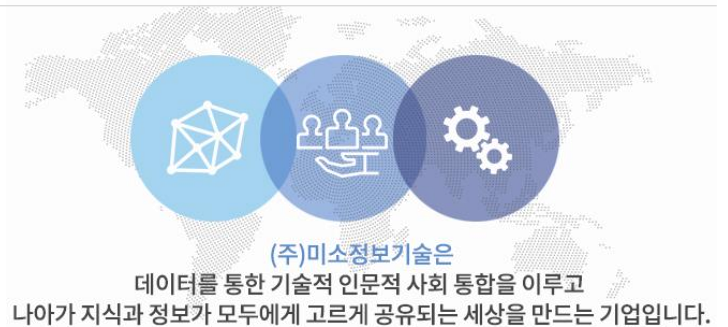 (주)미소정보기술은
데이터를 통한 기술적 인문적 사회 통합을 이루고
나아가 지식과 정보가 모두에게 고르게 공유되는 세상을 만드는 기업입니다.